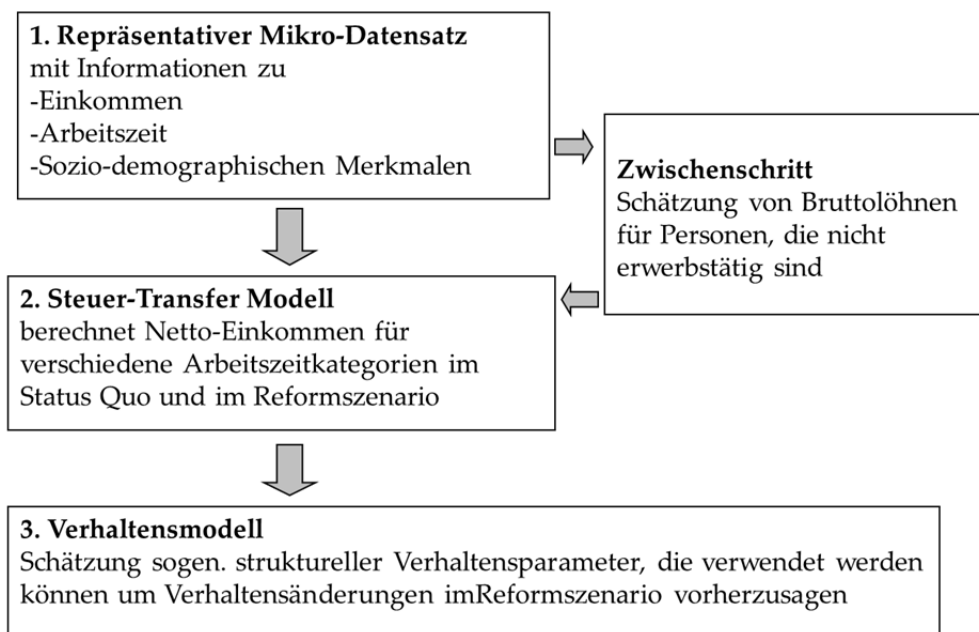 1. Repräsentativer Mikro-Datensatz
mit Informationen zu
-Einkommen
-Arbeitszeit
-Sozio-demographischen Merkmalen
Zwischenschritt
Schätzung von Bruttolöhnen
für Personen, die nicht
erwerbstätig sind
2. Steuer-Transfer Modell
berechnet Netto-Einkommen für
verschiedene Arbeitszeitkategorien im
Status Quo und im Reformszenario
3. Verhaltensmodell
Schätzung sogen. struktureller Verhaltensparameter, die verwendet werden
können um Verhaltensänderungen imReformszenario vorherzusagen